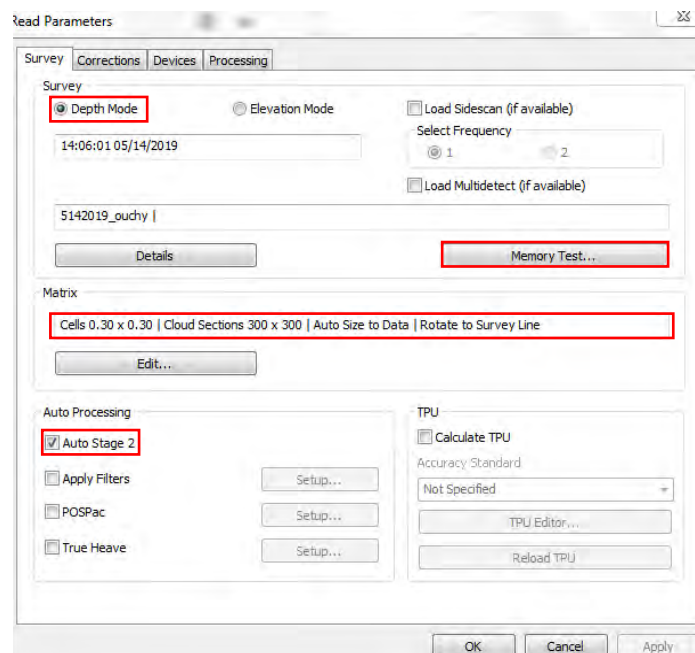 Read Parameters
Survey Corrections Devices Processing
Survey
Depth Mode Elevation Mode Load Sidescan (if available)
Select Frequency
14:06:01 05/14/2019
1 2
Load Multidetect (if available)
5142019_ouchy |
Details Memory Test...
Matrix
Cells 0.30 x 0.30 | Cloud Sections 300 x 300 | Auto Size to Data | Rotate to Survey Line
Edit...
Auto Processing TPU
Auto Stage 2 Calculate TPU
Accuracy Standard
Apply Filters Setup... Not Specified
POSPac Setup... TPU Editor...
True Heave Setup... Reload TPU
OK Cancel Apply